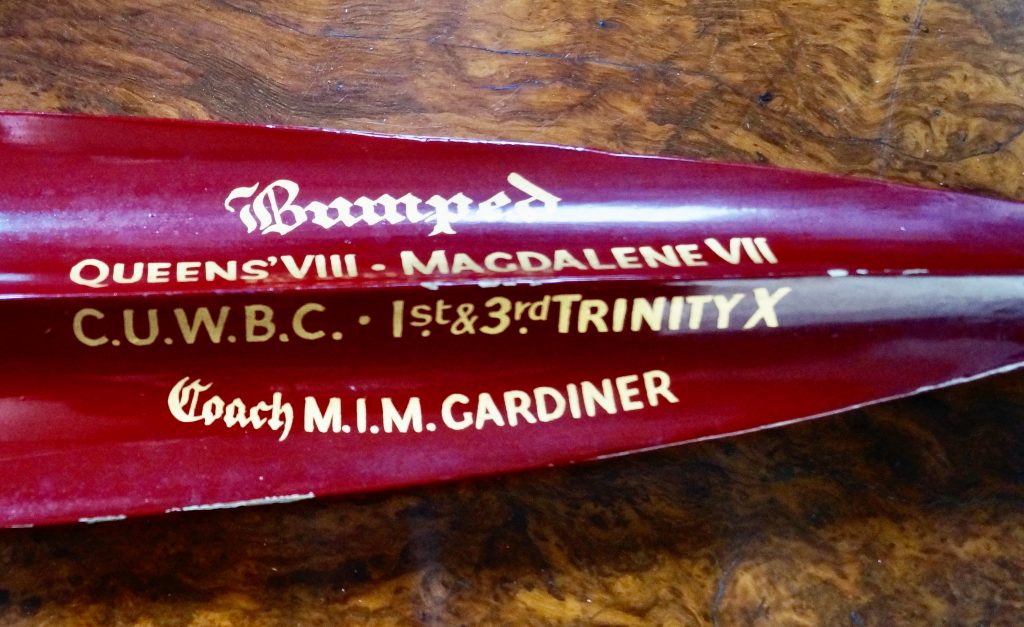 Bumped
QUEENS' VIII · MAGDALENE VII
C.U.W.B.C. · 1st & 3rd TRINITY X
Coach M.I.M. GARDINER